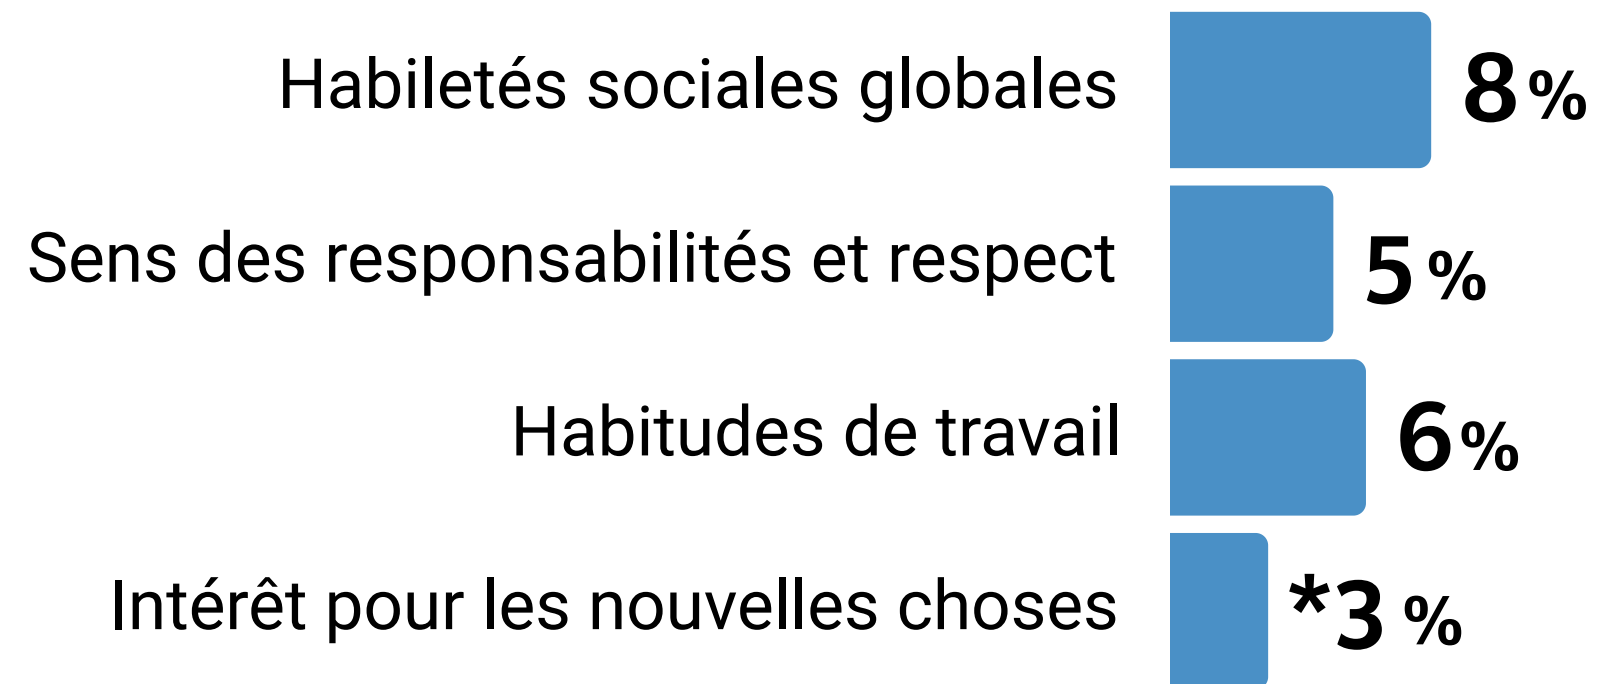 Habiletés sociales globales 8 %
Sens des responsabilités et respect 5 %
Habitudes de travail 6 %
Intérêt pour les nouvelles choses *3 %